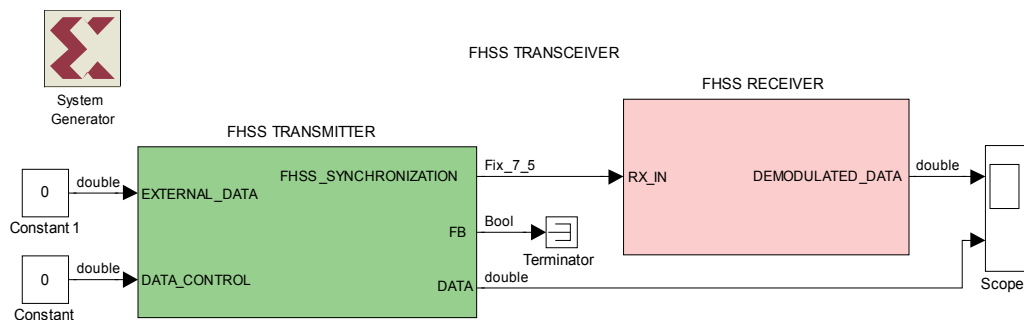 FHSS TRANSCEIVER
System
Generator
FHSS RECEIVER
FHSS TRANSMITTER
0
double
Constant 1
0
double
Constant
EXTERNAL_DATA
DATA_CONTROL
FHSS_SYNCHRONIZATION
FB
DATA
Fix_7_5
Bool
Terminator
double
RX_IN
DEMODULATED_DATA
double
Scope